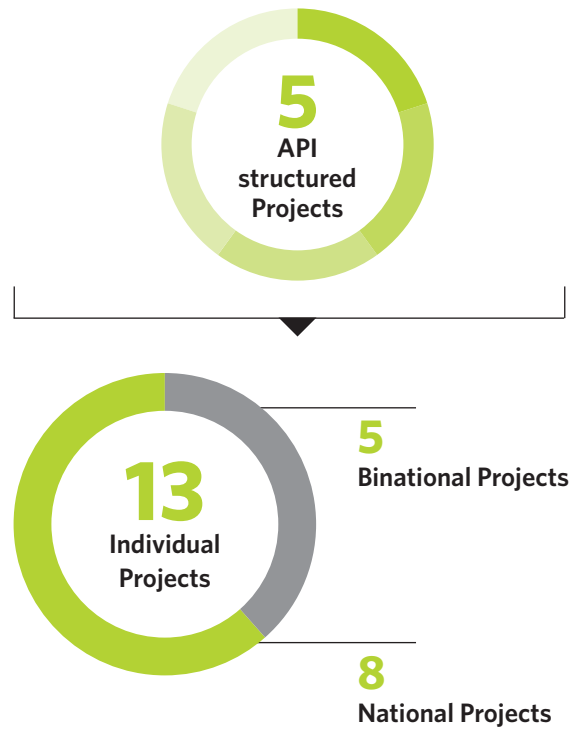 5
API
structured
Projects
13
Individual
Projects
5
Binational Projects
8
National Projects